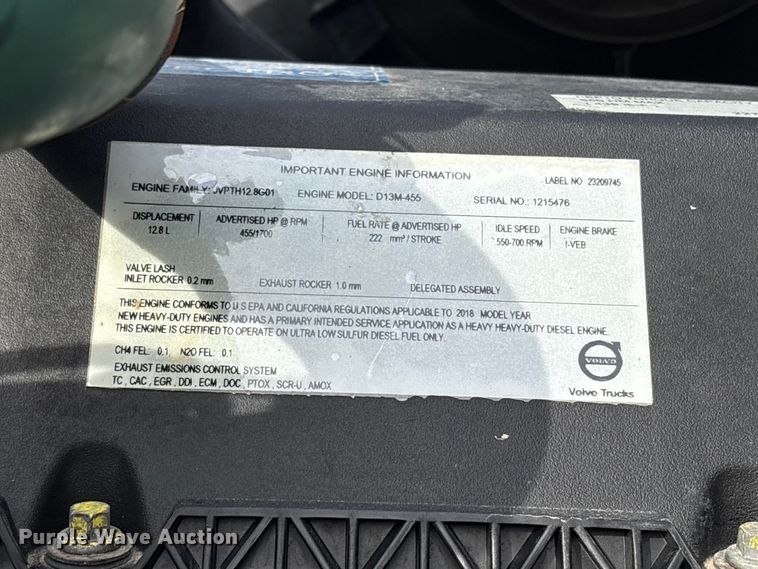 IMPORTANT ENGINE INFORMATION
LABEL NO 23209745
ENGINE FAMILY: JVPTH12.8G01 ENGINE MODEL: D13M-455 SERIAL NO.: 1215476
DISPLACEMENT ADVERTISED HP @ RPM FUEL RATE @ ADVERTISED HP IDLE SPEED ENGINE BRAKE
12.8 L 455/1700 222 mm³ / STROKE 550-700 RPM I-VEB
VALVE LASH
INLET ROCKER 0.2 mm EXHAUST ROCKER 1.0 mm DELEGATED ASSEMBLY
THIS ENGINE CONFORMS TO U.S EPA AND CALIFORNIA REGULATIONS APPLICABLE TO 2018 MODEL YEAR
NEW HEAVY-DUTY ENGINES AND HAS A PRIMARY INTENDED SERVICE APPLICATION AS A HEAVY HEAVY-DUTY DIESEL ENGINE.
THIS ENGINE IS CERTIFIED TO OPERATE ON ULTRA LOW SULFUR DIESEL FUEL ONLY.
CH4 FEL: 0.1, N2O FEL: 0.1
EXHAUST EMISSIONS CONTROL SYSTEM
TC, CAC, EGR, DDI, ECM, DOC, PTOX, SCR-U, AMOX
VOLVO
Volvo Trucks
Purple Wave Auction